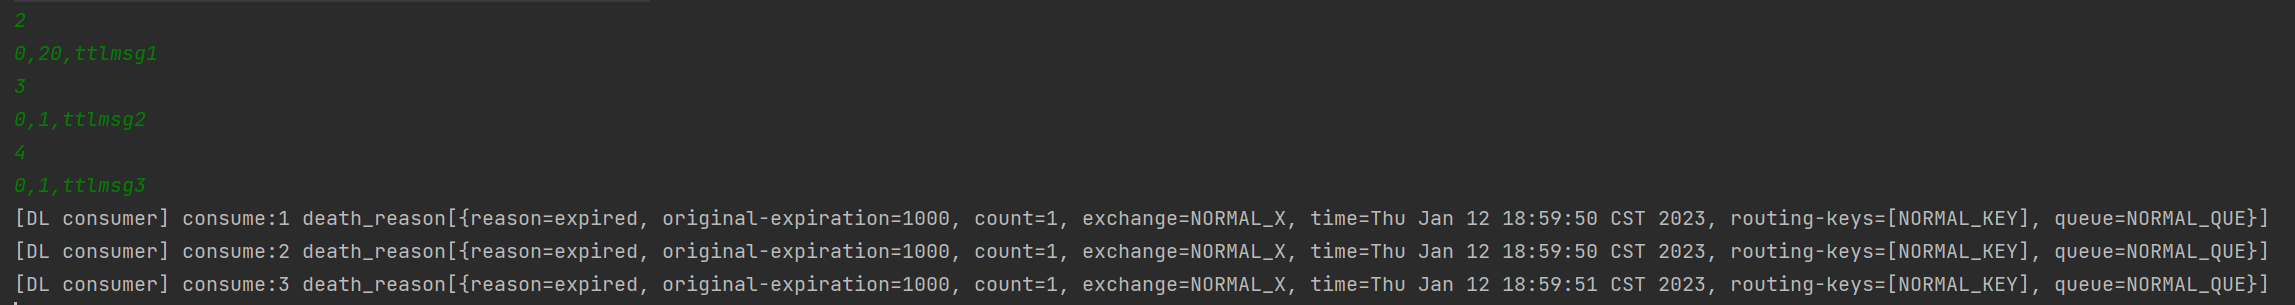 2
0,20,ttlmsg1
3
0,1,ttlmsg2
4
0,1,ttlmsg3
[DL consumer] consume:1 death_reason[{reason=expired, original-expiration=1000, count=1, exchange=NORMAL_X, time=Thu Jan 12 18:59:50 CST 2023, routing-keys=[NORMAL_KEY], queue=NORMAL_QUE}]
[DL consumer] consume:2 death_reason[{reason=expired, original-expiration=1000, count=1, exchange=NORMAL_X, time=Thu Jan 12 18:59:50 CST 2023, routing-keys=[NORMAL_KEY], queue=NORMAL_QUE}]
[DL consumer] consume:3 death_reason[{reason=expired, original-expiration=1000, count=1, exchange=NORMAL_X, time=Thu Jan 12 18:59:51 CST 2023, routing-keys=[NORMAL_KEY], queue=NORMAL_QUE}]